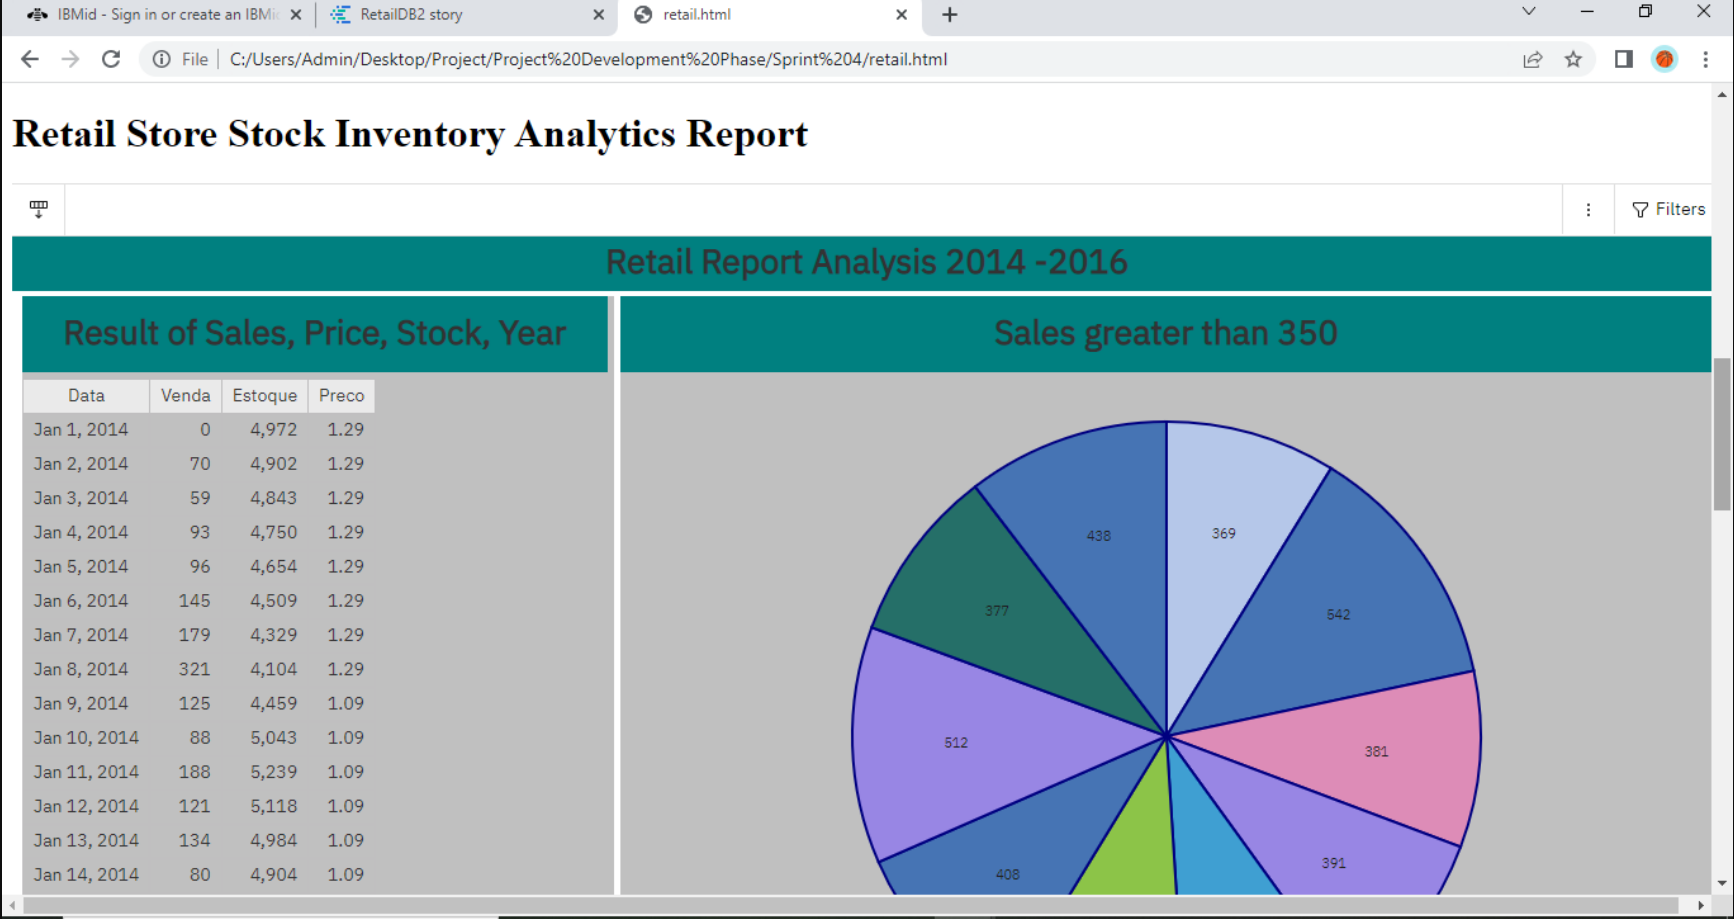 IBMid - Sign in or create an IBMi
RetailDB2 story
retail.html
File
C:/Users/Admin/Desktop/Project/Project%20Development%20Phase/Sprint%204/retail.html
Retail Store Stock Inventory Analytics Report
Filters
Retail Report Analysis 2014 -2016
Result of Sales, Price, Stock, Year
Data Venda Estoque Preco
Jan 1, 2014 0 4,972 1.29
Jan 2, 2014 70 4,902 1.29
Jan 3, 2014 59 4,843 1.29
Jan 4, 2014 93 4,750 1.29
Jan 5, 2014 96 4,654 1.29
Jan 6, 2014 145 4,509 1.29
Jan 7, 2014 179 4,329 1.29
Jan 8, 2014 321 4,104 1.29
Jan 9, 2014 125 4,459 1.09
Jan 10, 2014 88 5,043 1.09
Jan 11, 2014 188 5,239 1.09
Jan 12, 2014 121 5,118 1.09
Jan 13, 2014 134 4,984 1.09
Jan 14, 2014 80 4,904 1.09
Sales greater than 350
438
369
377
542
512
381
408
391